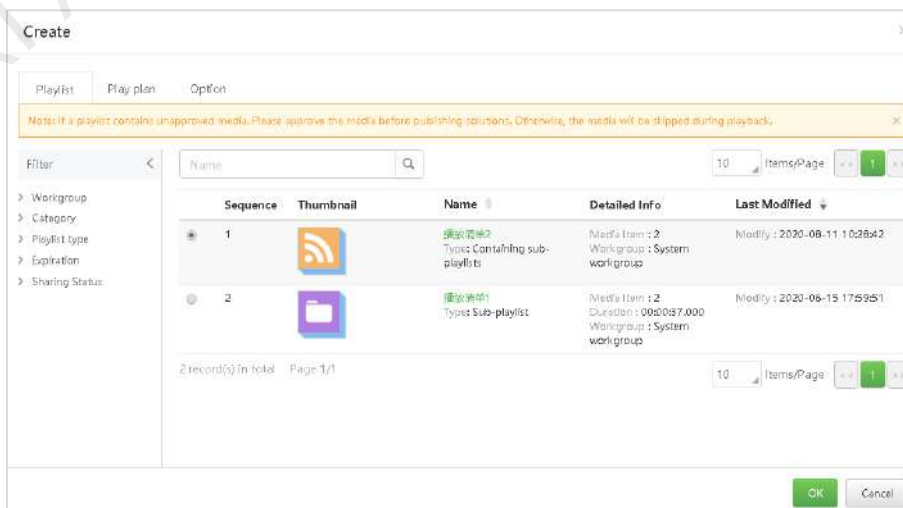 Create
Playlist Play plan Option
Note: If a playlist contains unapproved media. Please approve the media before publishing solutions. Otherwise, the media will be skipped during playback.
Filter
Name
10 Items/Page 1
Workgroup
Category
Playlist type
Expiration
Sharing Status
Sequence Thumbnail Name Detailed Info Last Modified
1
播放清单2
Type: Containing sub-
playlists
Media Item : 2
Workgroup : System
workgroup
Modify : 2020-08-11 10:28:42
2
播放清单1
Type: Sub-playlist
Media Item : 2
Duration : 00:00:37.000
Workgroup : System
workgroup
Modify : 2020-06-15 17:59:51
2 record(s) in total Page 1/1
10 Items/Page 1
OK Cancel